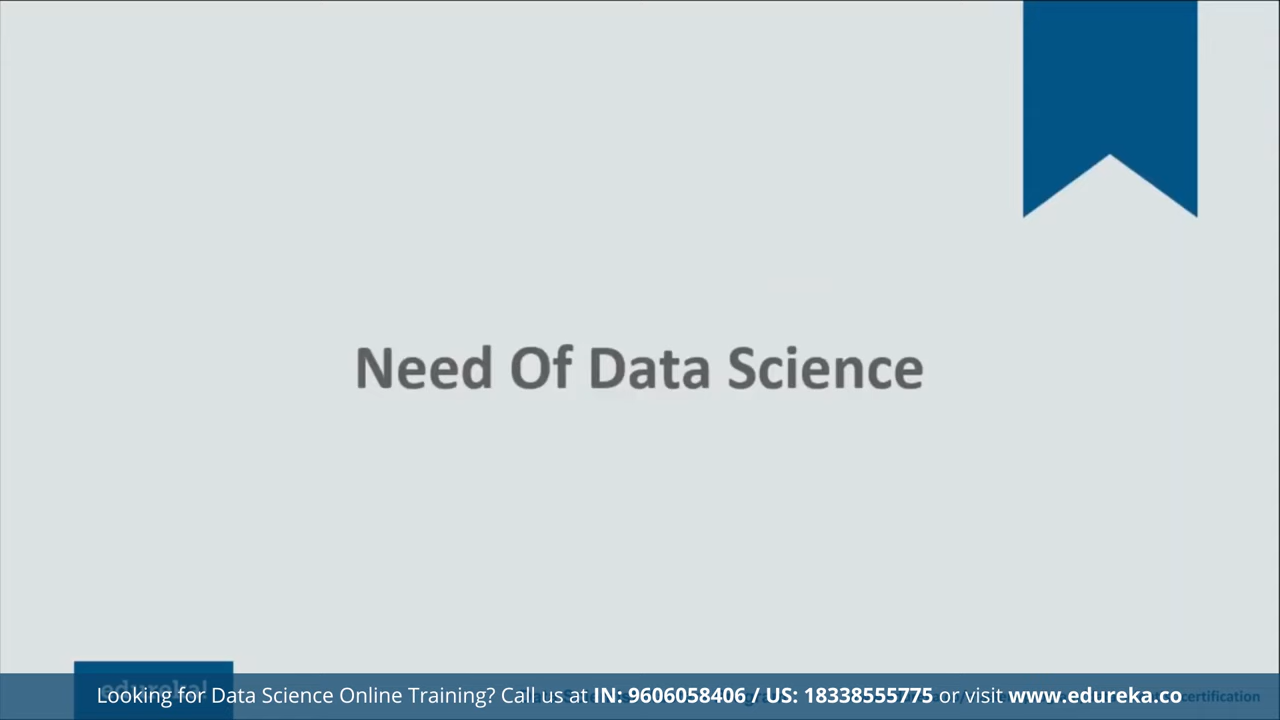 Need Of Data Science
Looking for Data Science Online Training? Call us at IN: 9606058406 / US: 18338555775 or visit www.edureka.co
certification